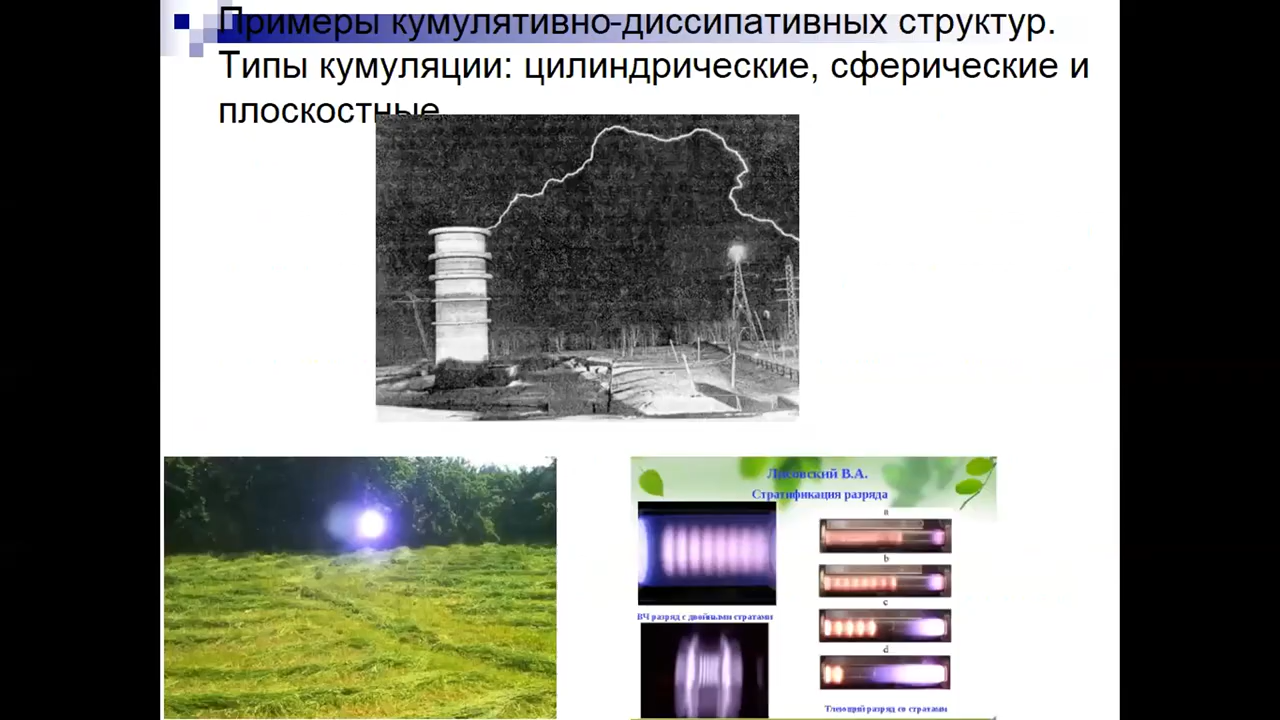 Примеры кумулятивно-диссипативных структур.
Типы кумуляции: цилиндрические, сферические и
плоскостные
Лисовский В.А.
Стратификация разряда
a
b
c
d
ВЧ разряд с двойными стратами
Тлеющий разряд со стратами